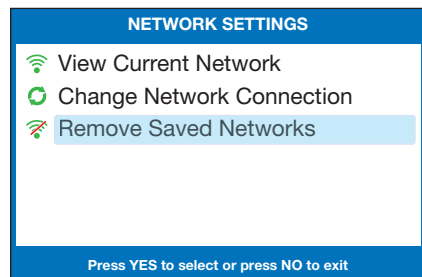 NETWORK SETTINGS
View Current Network
Change Network Connection
Remove Saved Networks
Press YES to select or press NO to exit